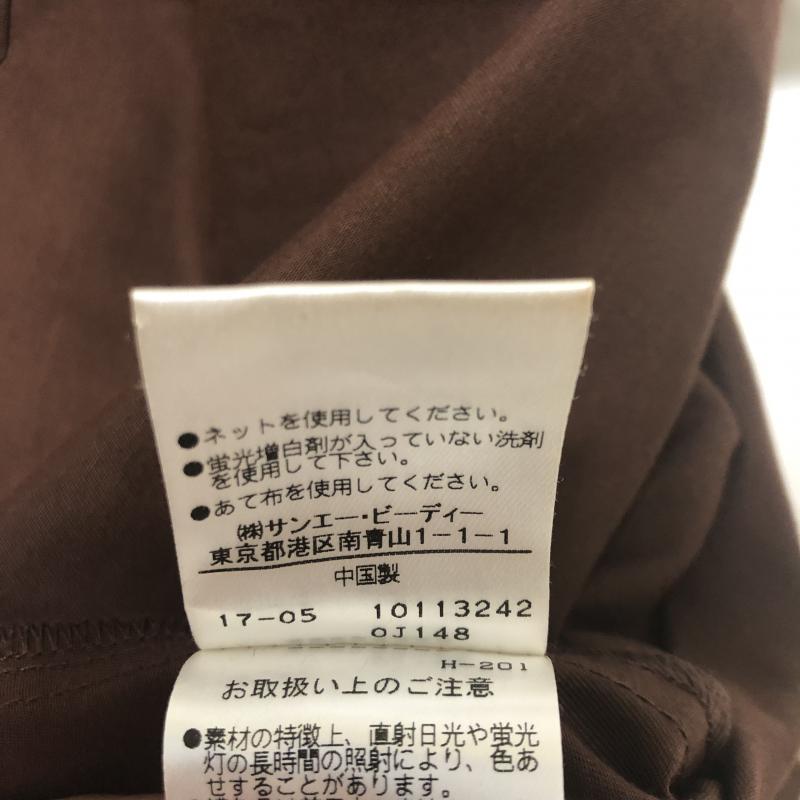 ●ネットを使用してください。
●蛍光増白剤が入っていない洗剤
を使用して下さい。
●あて布を使用してください。
㈱サンエー・ビーディー
東京都港区南青山1-1-1
中国製
17-05 10113242
0J148
H-201
お取扱い上のご注意
●素材の特徴上、直射日光や蛍光
灯の長時間の照射により、色あ
せすることがあります。